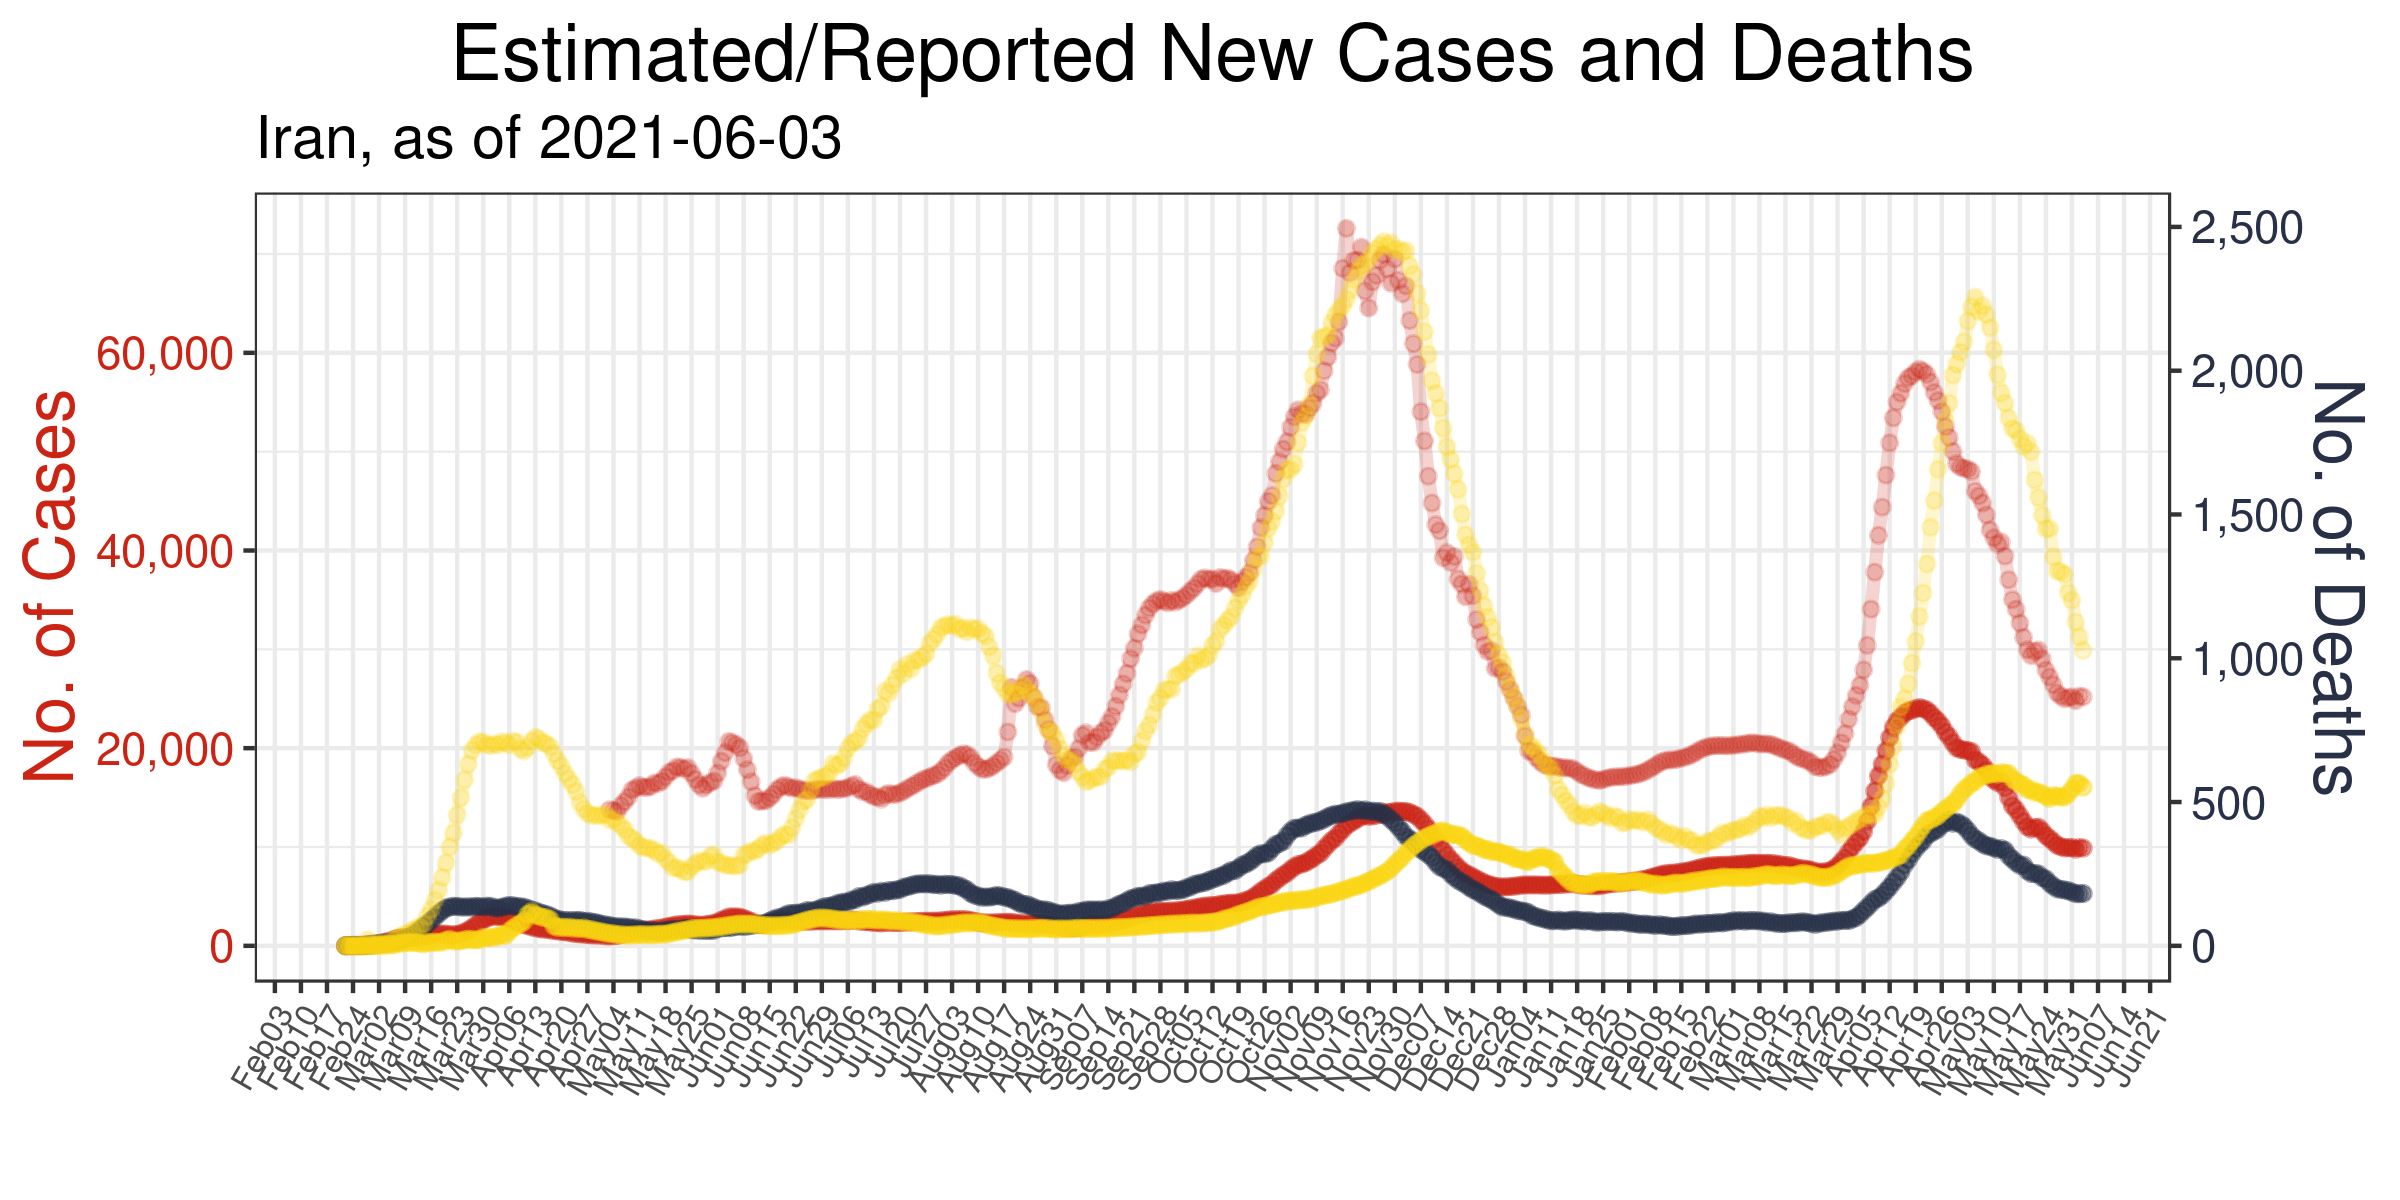 Estimated/Reported New Cases and Deaths
Iran, as of 2021-06-03
No. of Cases
60,000
40,000
20,000
0
2,500
2,000
1,500
1,000
500
0
No. of Deaths
Feb03
Feb10
Feb17
Feb24
Mar02
Mar09
Mar16
Mar23
Mar30
Apr06
Apr13
Apr20
Apr27
May04
May11
May18
May25
Jun01
Jun08
Jun15
Jun22
Jun29
Jul06
Jul13
Jul20
Jul27
Aug03
Aug10
Aug17
Aug24
Aug31
Sep07
Sep14
Sep21
Sep28
Oct05
Oct12
Oct19
Oct26
Nov02
Nov09
Nov16
Nov23
Nov30
Dec07
Dec14
Dec21
Dec28
Jan04
Jan11
Jan18
Jan25
Feb01
Feb08
Feb15
Feb22
Mar01
Mar08
Mar15
Mar22
Mar29
Apr05
Apr12
Apr19
Apr26
May03
May10
May17
May24
May31
Jun07
Jun14
Jun21